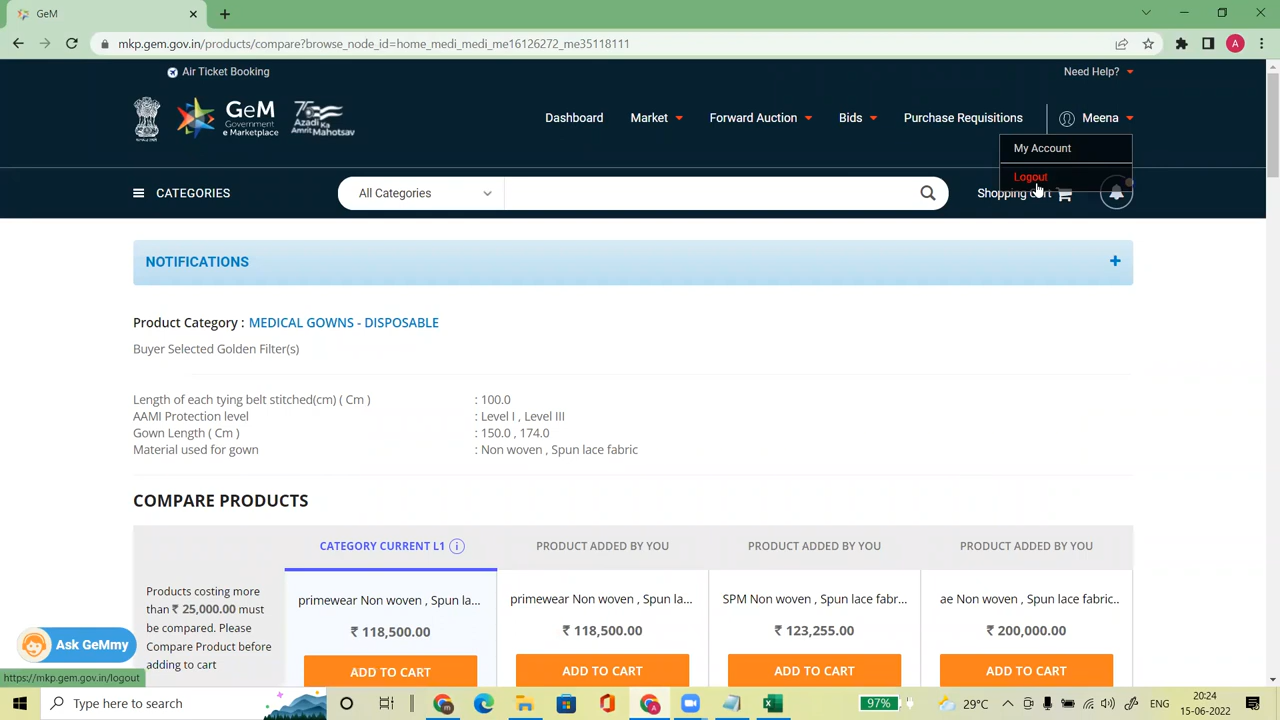 GeM
mkp.gem.gov.in/products/compare?browse_node_id=home_medi_medi_me16126272_me35118111
A
Air Ticket Booking
Need Help?
GeM
Government
e Marketplace
75
Azadi Ka
Amrit Mahotsav
Dashboard
Market
Forward Auction
Bids
Purchase Requisitions
Meena
My Account
Logout
CATEGORIES
All Categories
Shopping Cart
NOTIFICATIONS
+
Product Category : MEDICAL GOWNS - DISPOSABLE
Buyer Selected Golden Filter(s)
Length of each tying belt stitched(cm) ( Cm ) : 100.0
AAMI Protection level : Level I , Level III
Gown Length ( Cm ) : 150.0 , 174.0
Material used for gown : Non woven , Spun lace fabric
COMPARE PRODUCTS
CATEGORY CURRENT L1 i
PRODUCT ADDED BY YOU
PRODUCT ADDED BY YOU
PRODUCT ADDED BY YOU
Products costing more
than ₹ 25,000.00 must
be compared. Please
Compare Product before
adding to cart
primewear Non woven , Spun la...
₹ 118,500.00
ADD TO CART
primewear Non woven , Spun la...
₹ 118,500.00
ADD TO CART
SPM Non woven , Spun lace fabr...
₹ 123,255.00
ADD TO CART
ae Non woven , Spun lace fabric..
₹ 200,000.00
ADD TO CART
Ask GeMmy
https://mkp.gem.gov.in/logout
Type here to search
97%
29°C
ENG
20:24
15-06-2022